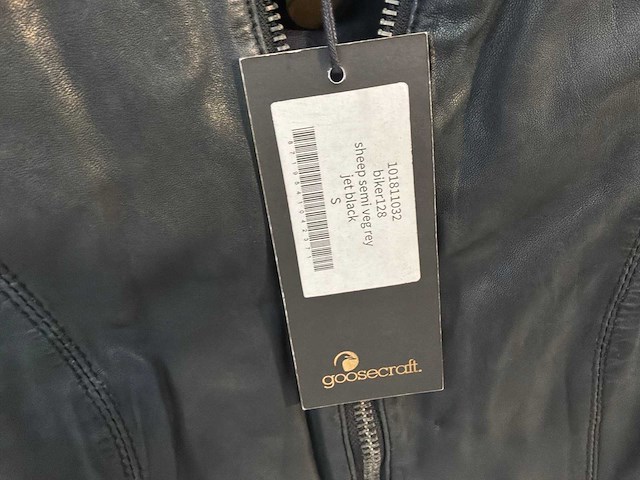 101811032
biker128
sheep semi veg rey
jet black
S
goosecraft.